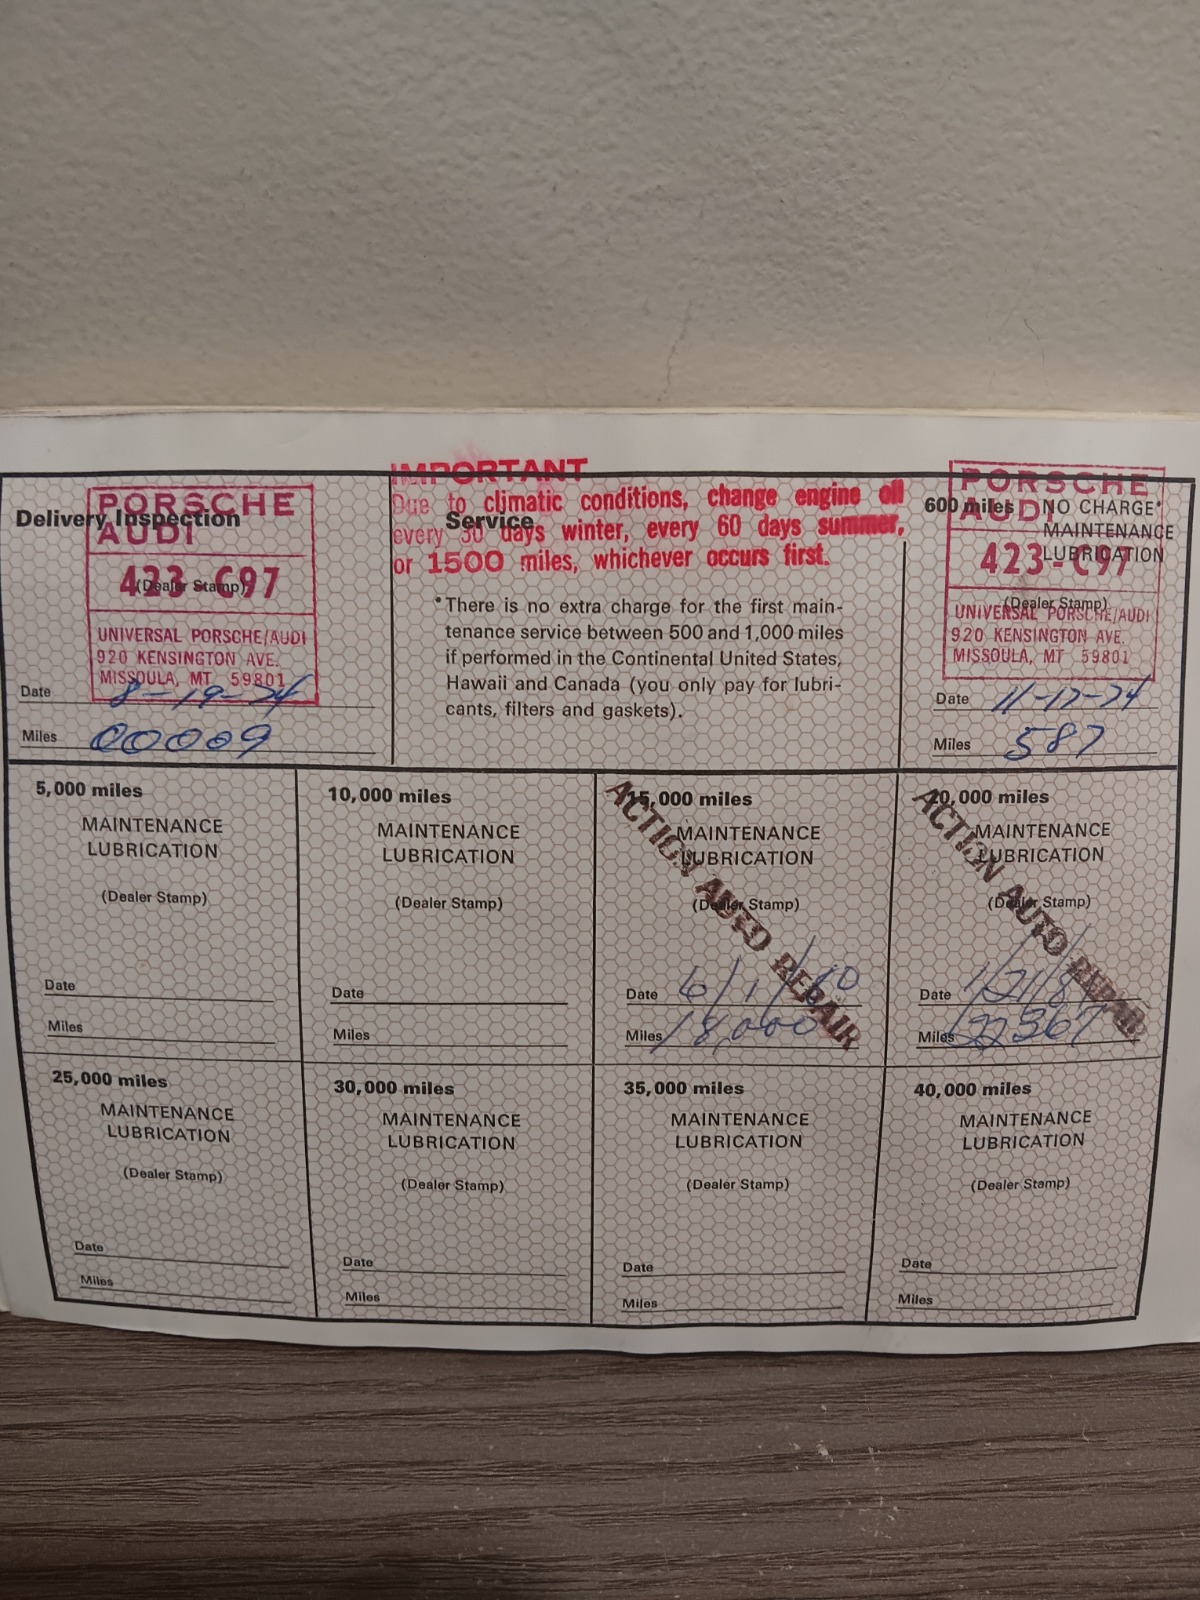 Delivery Inspection
PORSCHE
AUDI
423-C97
(Dealer Stamp)
UNIVERSAL PORSCHE/AUDI
920 KENSINGTON AVE.
MISSOULA, MT 59801
Date 8-19-74
Miles 00009
IMPORTANT
Due to climatic conditions, change engine oil
Service
every 30 days winter, every 60 days summer,
or 1500 miles, whichever occurs first.
*There is no extra charge for the first main-
tenance service between 500 and 1,000 miles
if performed in the Continental United States,
Hawaii and Canada (you only pay for lubri-
cants, filters and gaskets).
600 miles NO CHARGE*
MAINTENANCE
LUBRICATION
PORSCHE
AUDI
423-C97
(Dealer Stamp)
UNIVERSAL PORSCHE/AUDI
920 KENSINGTON AVE.
MISSOULA, MT 59801
Date 11-12-74
Miles 587
5,000 miles
MAINTENANCE
LUBRICATION
(Dealer Stamp)
Date
Miles
10,000 miles
MAINTENANCE
LUBRICATION
(Dealer Stamp)
Date
Miles
15,000 miles
MAINTENANCE
LUBRICATION
(Dealer Stamp)
ACTION AUTO REPAIR
Date 6/1/80
Miles 18,000
20,000 miles
MAINTENANCE
LUBRICATION
(Dealer Stamp)
ACTION AUTO REPAIR
Date
Miles 22367
25,000 miles
MAINTENANCE
LUBRICATION
(Dealer Stamp)
Date
Miles
30,000 miles
MAINTENANCE
LUBRICATION
(Dealer Stamp)
Date
Miles
35,000 miles
MAINTENANCE
LUBRICATION
(Dealer Stamp)
Date
Miles
40,000 miles
MAINTENANCE
LUBRICATION
(Dealer Stamp)
Date
Miles